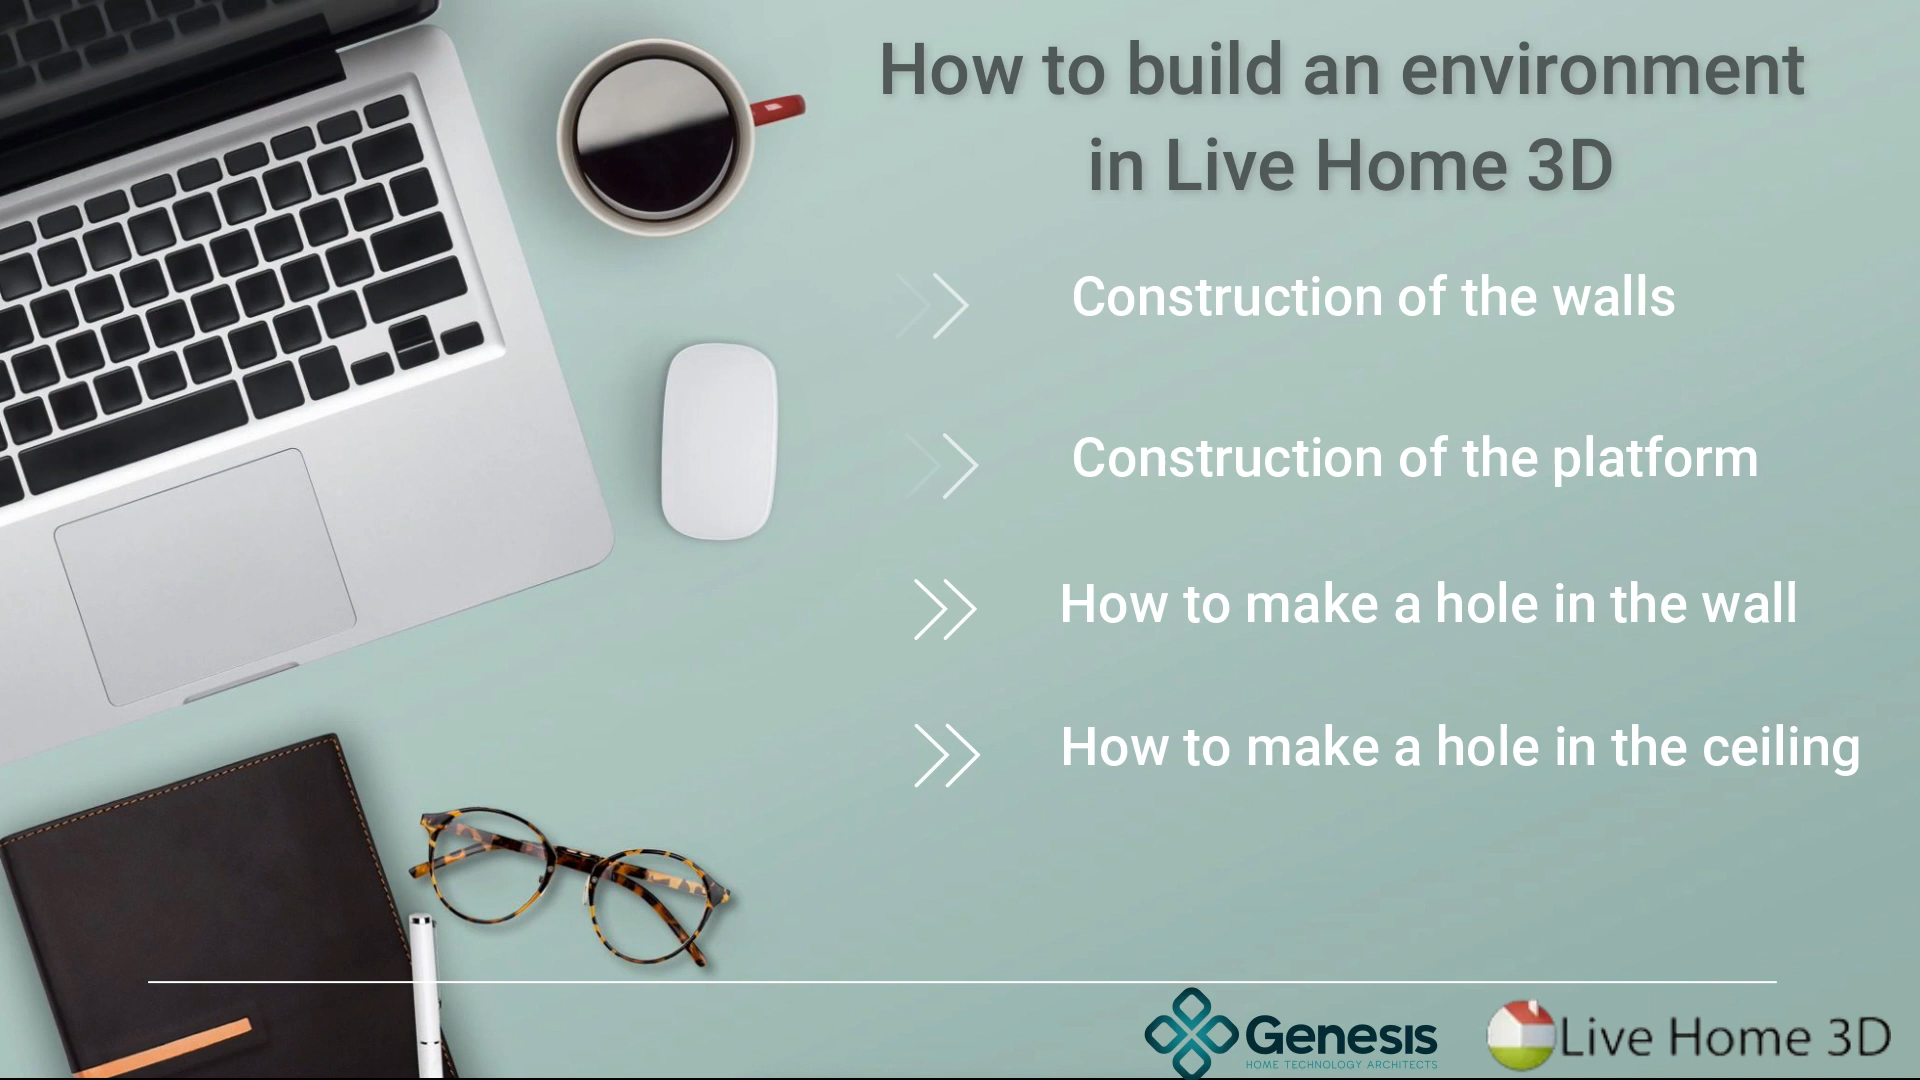 How to build an environment
in Live Home 3D
Construction of the walls
Construction of the platform
How to make a hole in the wall
How to make a hole in the ceiling
Genesis
HOME TECHNOLOGY ARCHITECTS
Live Home 3D